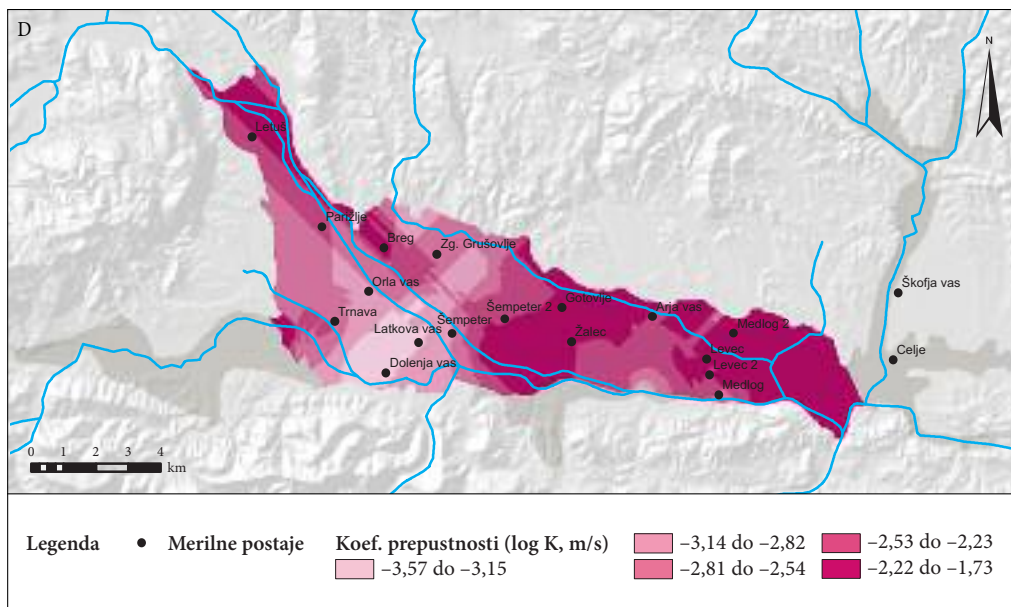 D
N
Letuš
Parižlje
Breg
Zg. Grušovlje
Orla vas
Škofja vas
Trnava
Šempeter 2
Gotovlje
Arja vas
Latkova vas
Šempeter
Medlog 2
Žalec
Levec
Celje
Dolenja vas
Levec 2
Medlog
0 1 2 3 4
km
Legenda
Merilne postaje
Koef. prepustnosti (log K, m/s)
–3,57 do –3,15
–3,14 do –2,82
–2,81 do –2,54
–2,53 do –2,23
–2,22 do –1,73